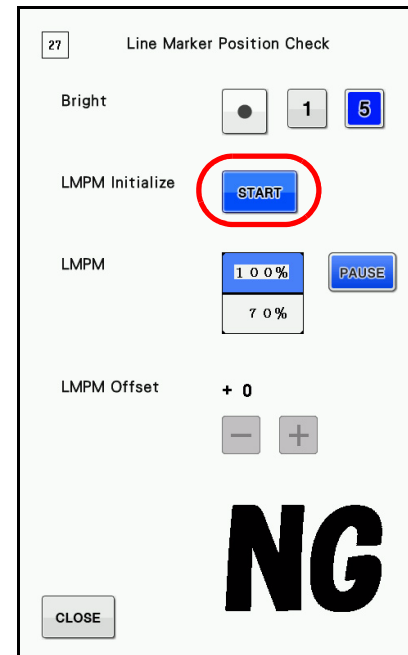 27 Line Marker Position Check
Bright ● 1 5
LMPM Initialize START
LMPM 100% PAUSE
70%
LMPM Offset + 0
− +
NG
CLOSE